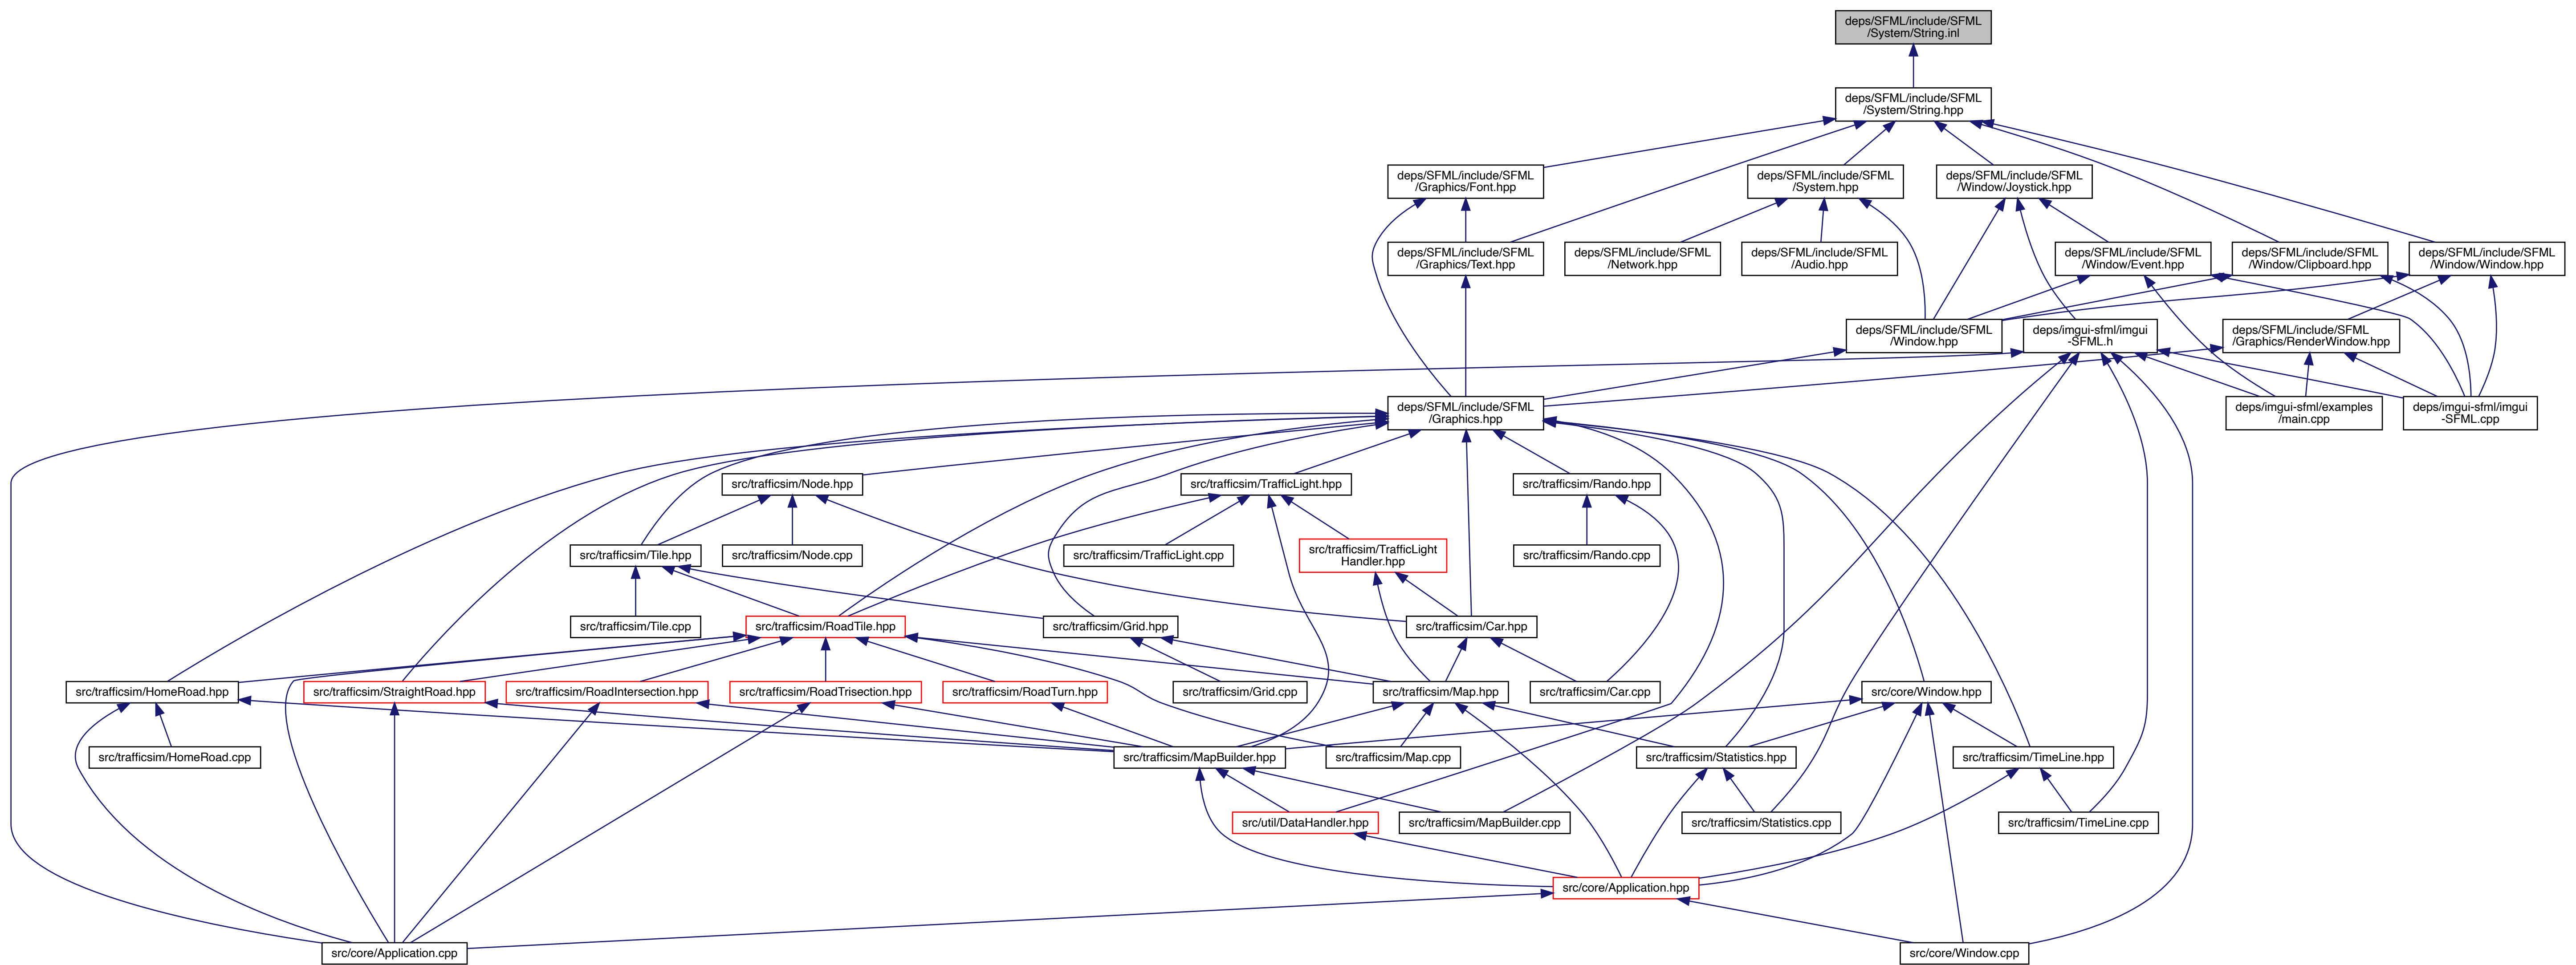 deps/SFML/include/SFML
/System/String.inl
deps/SFML/include/SFML
/System/String.hpp
deps/SFML/include/SFML
/Graphics/Font.hpp
deps/SFML/include/SFML
/System.hpp
deps/SFML/include/SFML
/Window/Joystick.hpp
deps/SFML/include/SFML
/Graphics/Text.hpp
deps/SFML/include/SFML
/Network.hpp
deps/SFML/include/SFML
/Audio.hpp
deps/SFML/include/SFML
/Window/Event.hpp
deps/SFML/include/SFML
/Window/Clipboard.hpp
deps/SFML/include/SFML
/Window/Window.hpp
deps/SFML/include/SFML
/Window.hpp
deps/imgui-sfml/imgui
-SFML.h
deps/SFML/include/SFML
/Graphics/RenderWindow.hpp
deps/SFML/include/SFML
/Graphics.hpp
deps/imgui-sfml/examples
/main.cpp
deps/imgui-sfml/imgui
-SFML.cpp
src/trafficsim/Node.hpp
src/trafficsim/TrafficLight.hpp
src/trafficsim/Rando.hpp
src/trafficsim/Tile.hpp
src/trafficsim/Node.cpp
src/trafficsim/TrafficLight.cpp
src/trafficsim/TrafficLight
Handler.hpp
src/trafficsim/Rando.cpp
src/trafficsim/Tile.cpp
src/trafficsim/RoadTile.hpp
src/trafficsim/Grid.hpp
src/trafficsim/Car.hpp
src/trafficsim/HomeRoad.hpp
src/trafficsim/StraightRoad.hpp
src/trafficsim/RoadIntersection.hpp
src/trafficsim/RoadTrisection.hpp
src/trafficsim/RoadTurn.hpp
src/trafficsim/Grid.cpp
src/trafficsim/Map.hpp
src/trafficsim/Car.cpp
src/core/Window.hpp
src/trafficsim/HomeRoad.cpp
src/trafficsim/MapBuilder.hpp
src/trafficsim/Map.cpp
src/trafficsim/Statistics.hpp
src/trafficsim/TimeLine.hpp
src/util/DataHandler.hpp
src/trafficsim/MapBuilder.cpp
src/trafficsim/Statistics.cpp
src/trafficsim/TimeLine.cpp
src/core/Application.hpp
src/core/Application.cpp
src/core/Window.cpp